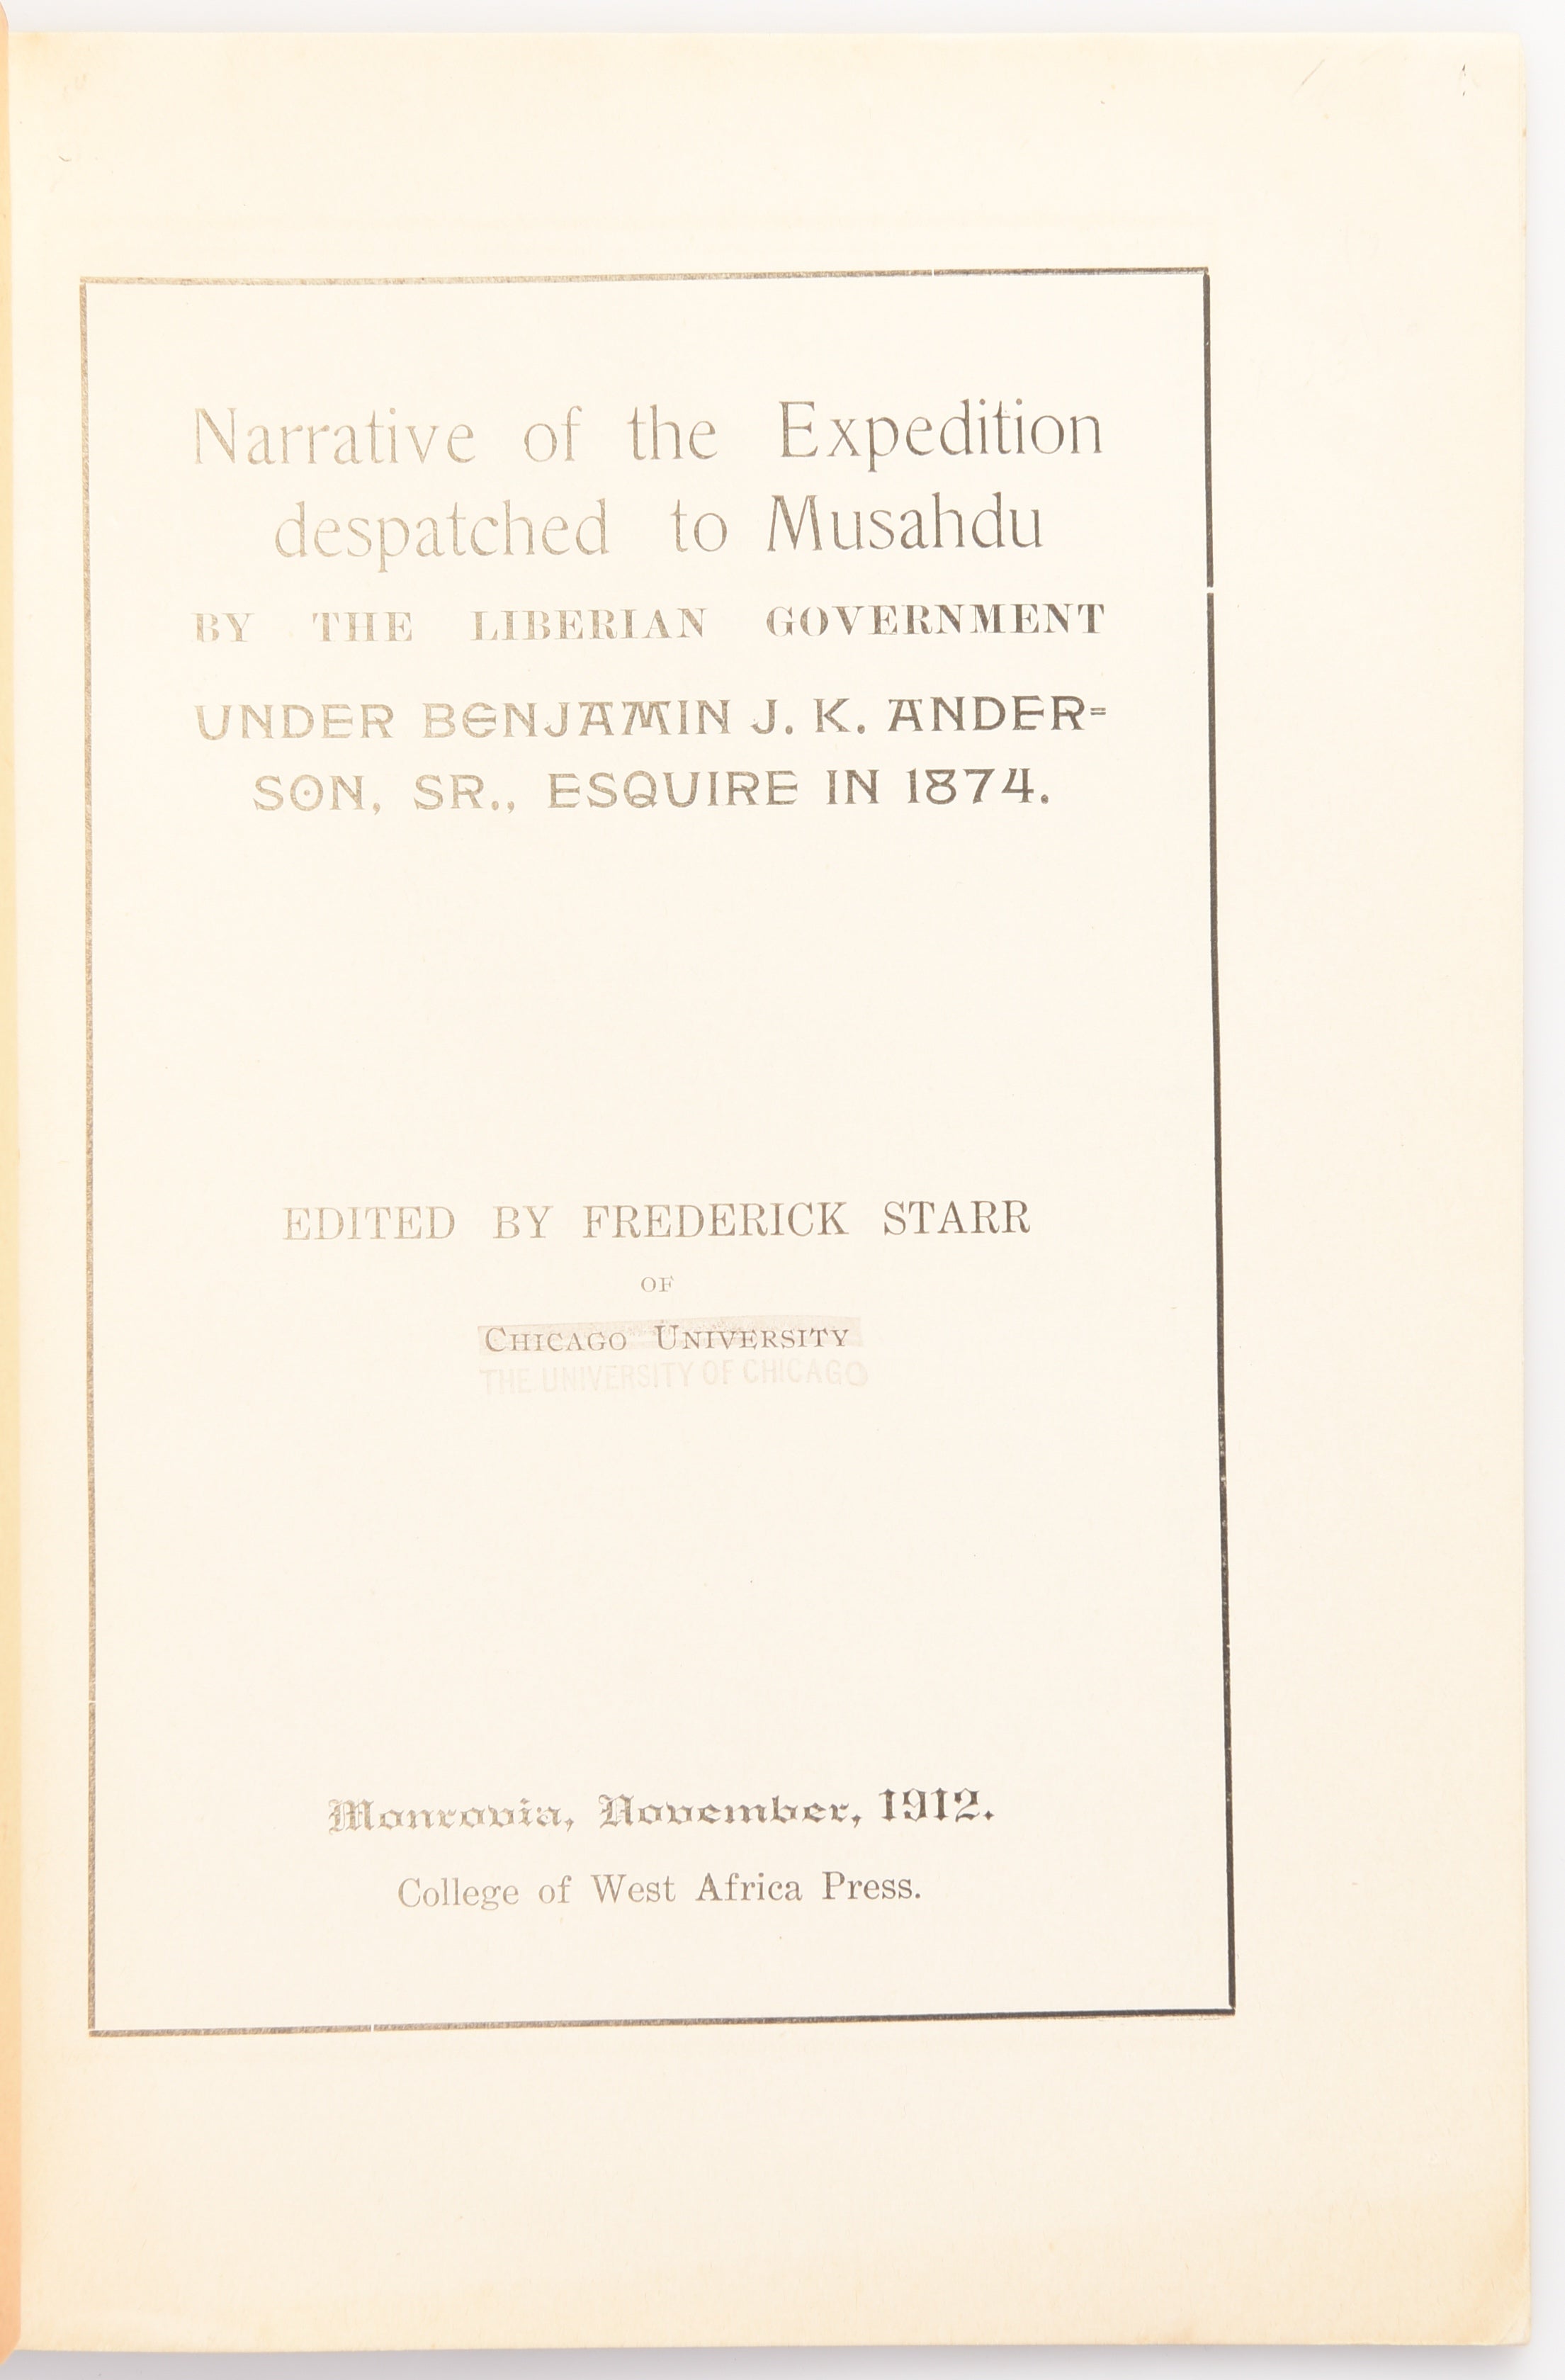 Narrative of the Expedition
despatched to Musahdu
BY THE LIBERIAN GOVERNMENT
UNDER BENJAMIN J. K. ANDER=
SON, SR., ESQUIRE IN 1874.
EDITED BY FREDERICK STARR
OF
CHICAGO UNIVERSITY
THE UNIVERSITY OF CHICAGO
Monrovia, November, 1912.
College of West Africa Press.